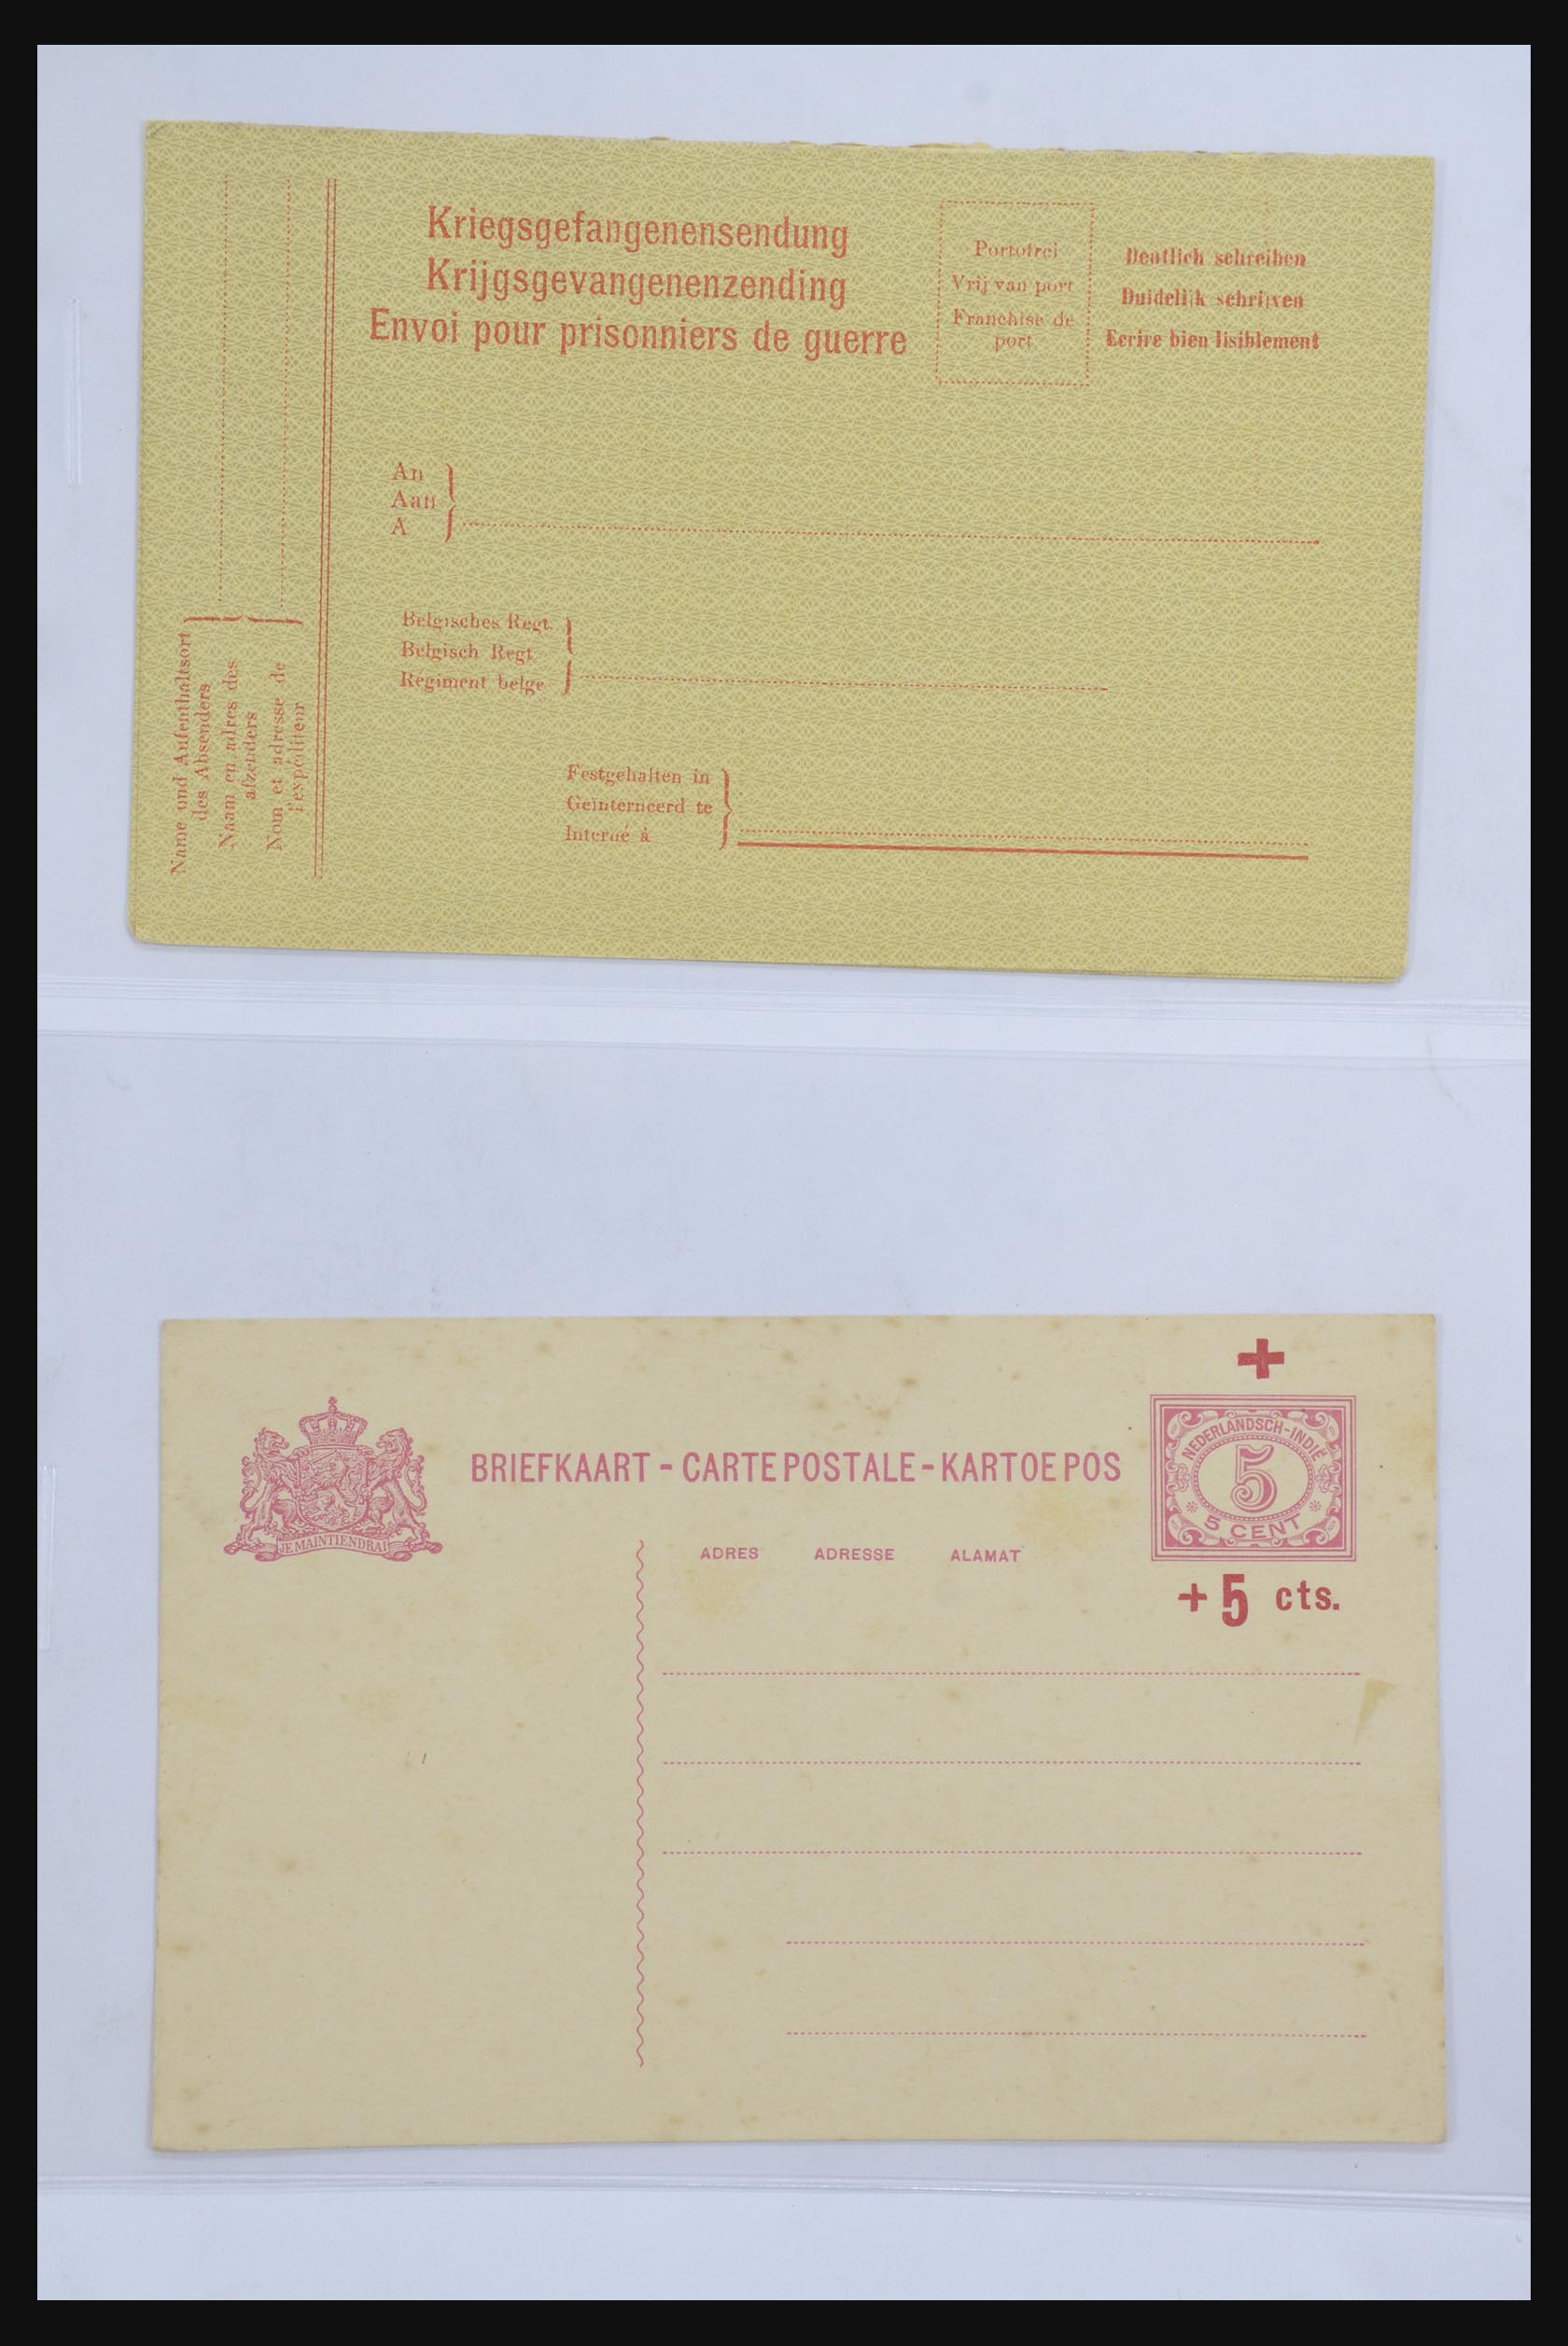 Kriegsgefangenensendung
Krijgsgevangenenzending
Envoi pour prisonniers de guerre
Portofrei
Vrij van port
Franchise de
port
Deutlich schreiben
Duidelijk schrijven
Ecrire bien lisiblement
An
Aan
A
Belgisches Regt.
Belgisch Regt
Régiment belge
Festgehalten in
Geïnterneerd te
Interné à
Name und Aufenthaltsort
des Absenders
Naam en adres des
afzenders
Nom et adresse de
l'expéditeur
BRIEFKAART - CARTE POSTALE - KARTOE POS
JE MAINTIENDRAI
NEDERLANDSCH-INDIË
5
5 CENT
+ 5 cts.
ADRES ADRESSE ALAMAT